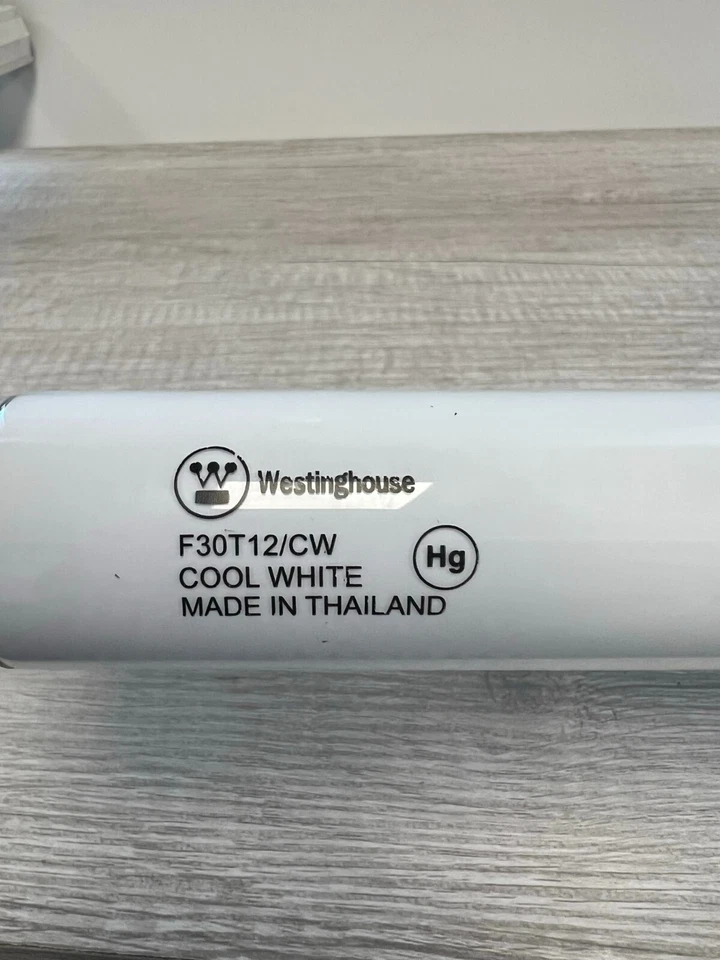 Westinghouse
F30T12/CW
Hg
COOL WHITE
MADE IN THAILAND